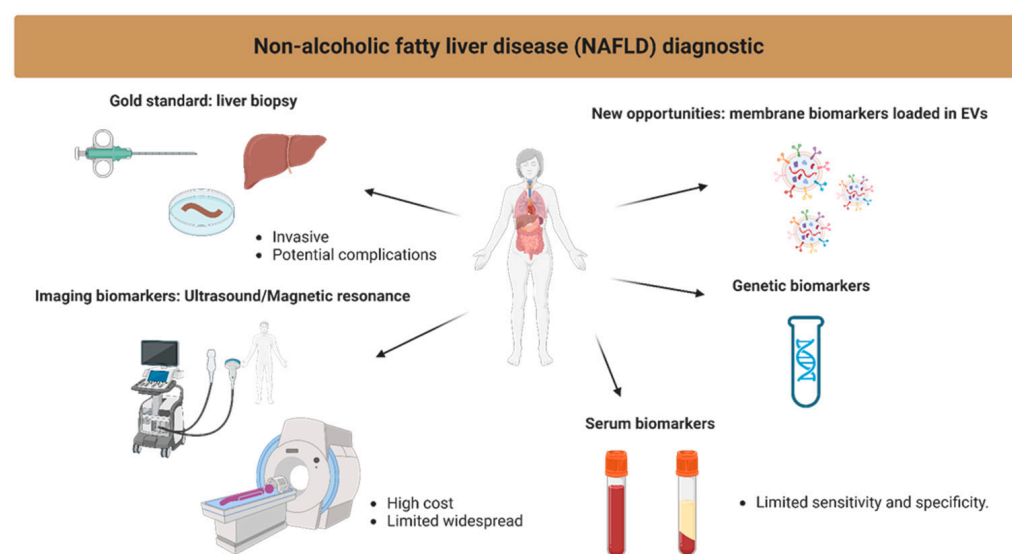 Non-alcoholic fatty liver disease (NAFLD) diagnostic
Gold standard: liver biopsy
• Invasive
• Potential complications
New opportunities: membrane biomarkers loaded in EVs
Imaging biomarkers: Ultrasound/Magnetic resonance
• High cost
• Limited widespread
Genetic biomarkers
Serum biomarkers
• Limited sensitivity and specificity.